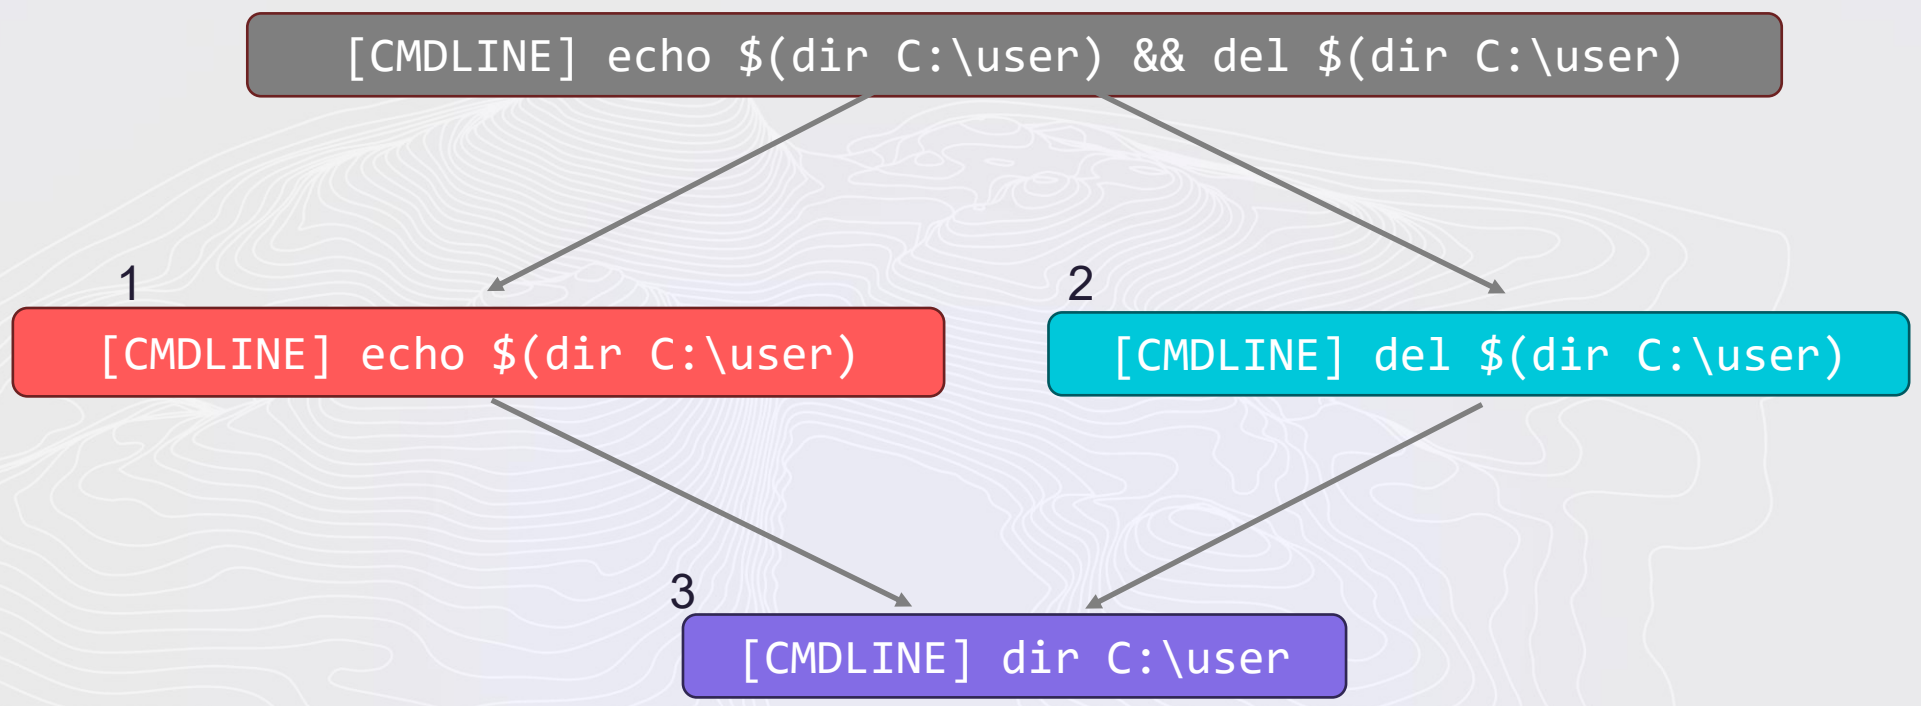 [CMDLINE] echo $(dir C:\user) && del $(dir C:\user)
1
[CMDLINE] echo $(dir C:\user)
2
[CMDLINE] del $(dir C:\user)
3
[CMDLINE] dir C:\user